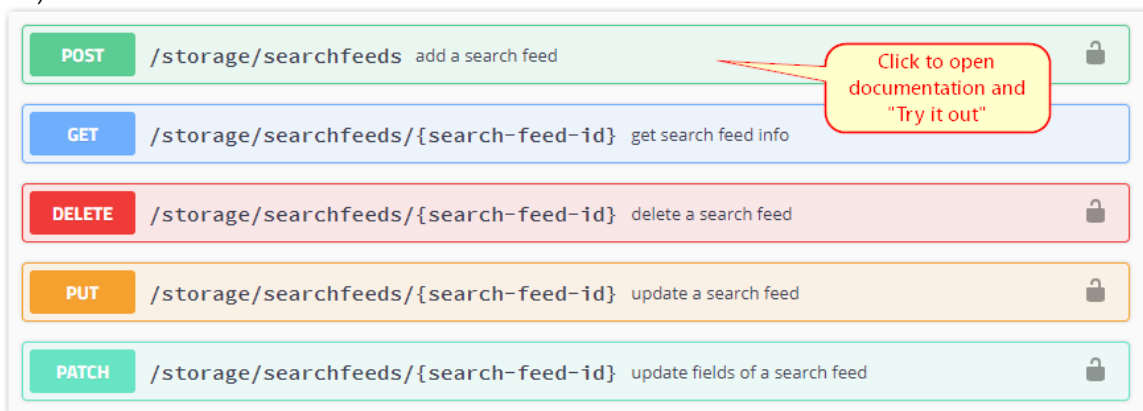 POST /storage/searchfeeds add a search feed
Click to open
documentation and
"Try it out"
GET /storage/searchfeeds/{search-feed-id} get search feed info
DELETE /storage/searchfeeds/{search-feed-id} delete a search feed
PUT /storage/searchfeeds/{search-feed-id} update a search feed
PATCH /storage/searchfeeds/{search-feed-id} update fields of a search feed